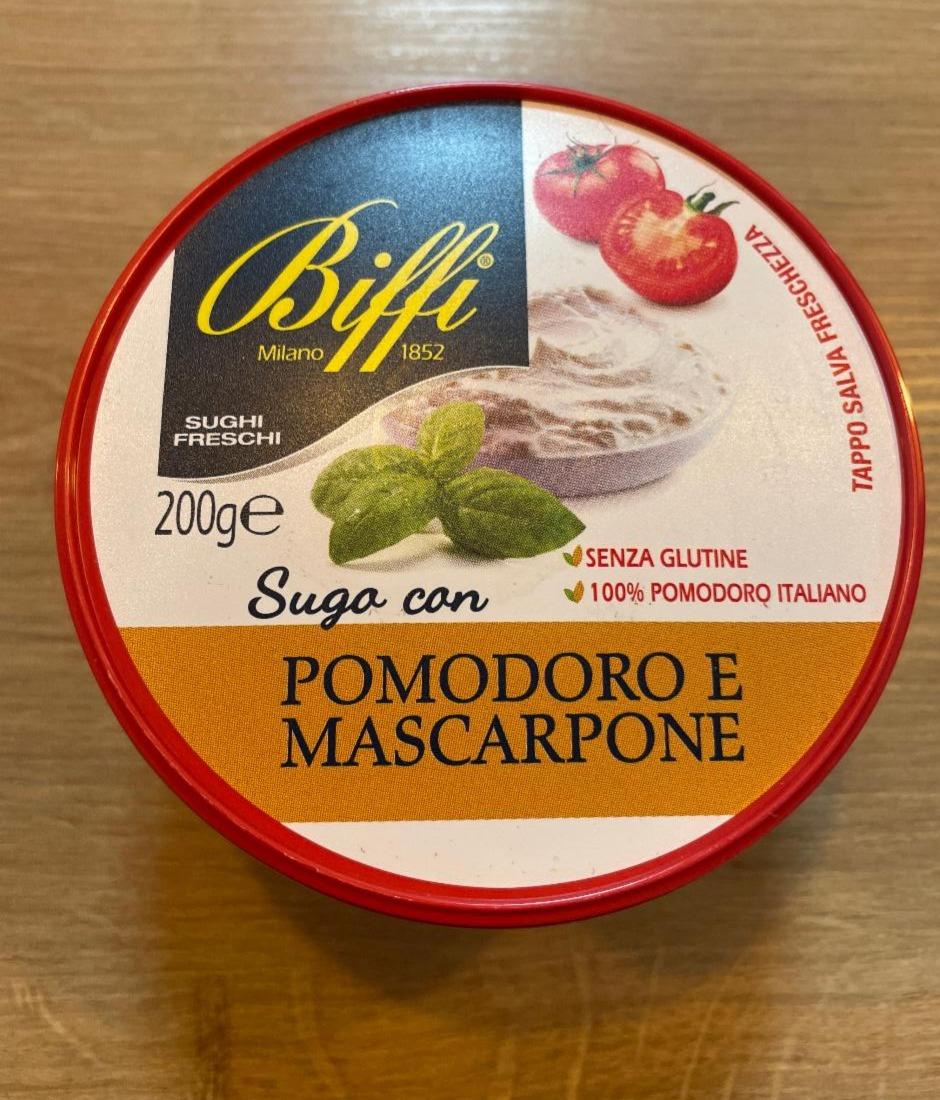 Biffi®
Milano 1852
SUGHI
FRESCHI
TAPPO SALVA FRESCHEZZA
200g℮
SENZA GLUTINE
100% POMODORO ITALIANO
Sugo con
POMODORO E
MASCARPONE